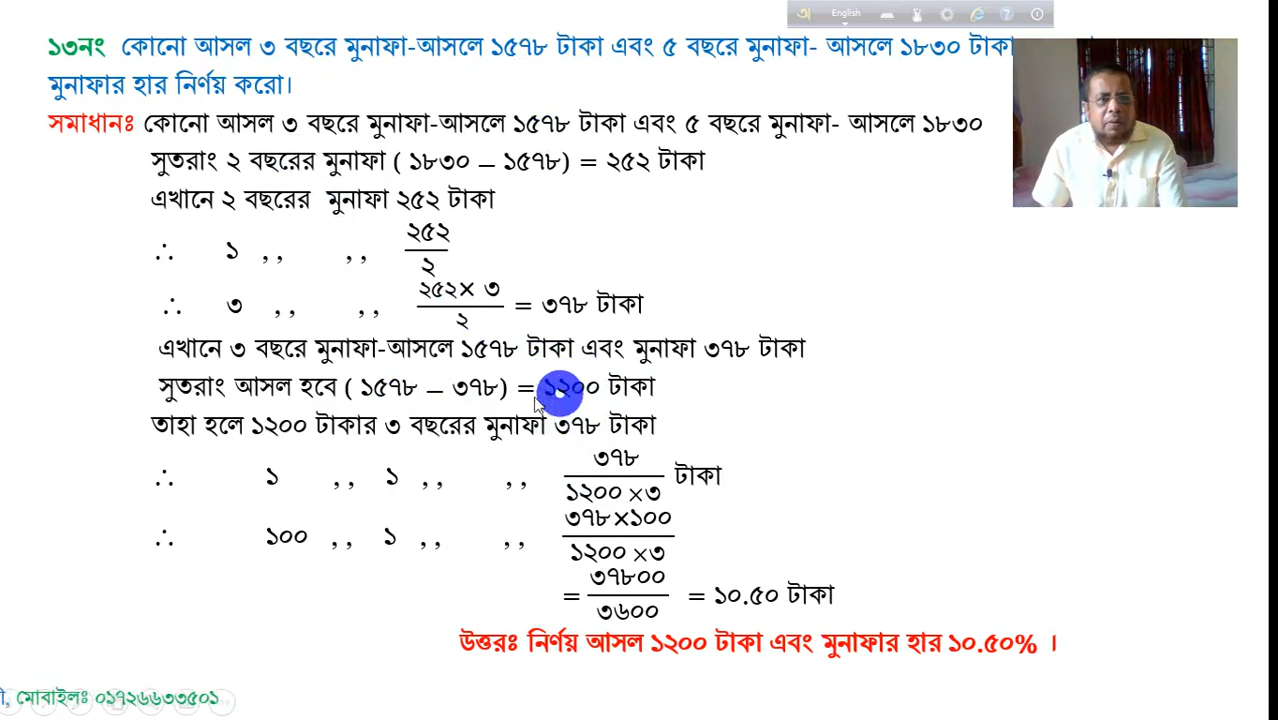 English
১৩নং কোনো আসল ৩ বছরে মুনাফা-আসলে ১৫৭৮ টাকা এবং ৫ বছরে মুনাফা- আসলে ১৮৩০ টাকা
মুনাফার হার নির্ণয় করো।
সমাধানঃ কোনো আসল ৩ বছরে মুনাফা-আসলে ১৫৭৮ টাকা এবং ৫ বছরে মুনাফা- আসলে ১৮৩০
সুতরাং ২ বছরের মুনাফা ( ১৮৩০ – ১৫৭৮) = ২৫২ টাকা
এখানে ২ বছরের মুনাফা ২৫২ টাকা
∴ ১ ,, ,, ২৫২/২
∴ ৩ ,, ,, ২৫২× ৩/২ = ৩৭৮ টাকা
এখানে ৩ বছরে মুনাফা-আসলে ১৫৭৮ টাকা এবং মুনাফা ৩৭৮ টাকা
সুতরাং আসল হবে ( ১৫৭৮ – ৩৭৮) = ১২০০ টাকা
তাহা হলে ১২০০ টাকার ৩ বছরের মুনাফা ৩৭৮ টাকা
∴ ১ ,, ১ ,, ,, ৩৭৮/১২০০ ×৩ টাকা
∴ ১০০ ,, ১ ,, ,, ৩৭৮×১০০/১২০০ ×৩
= ৩৭৮০০/৩৬০০ = ১০.৫০ টাকা
উত্তরঃ নির্ণয় আসল ১২০০ টাকা এবং মুনাফার হার ১০.৫০% ।
মোবাইলঃ ০১৭২৬৬৩৩৫০১